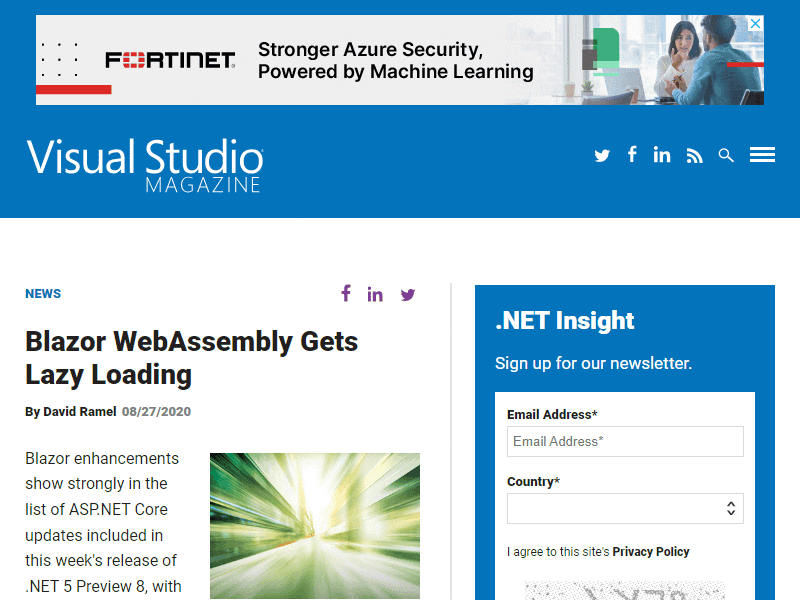 FORTINET
Stronger Azure Security,
Powered by Machine Learning
Visual Studio
MAGAZINE
NEWS
Blazor WebAssembly Gets
Lazy Loading
By David Ramel 08/27/2020
Blazor enhancements
show strongly in the
list of ASP.NET Core
updates included in
this week's release of
.NET 5 Preview 8, with
.NET Insight
Sign up for our newsletter.
Email Address*
Email Address*
Country*
I agree to this site's Privacy Policy